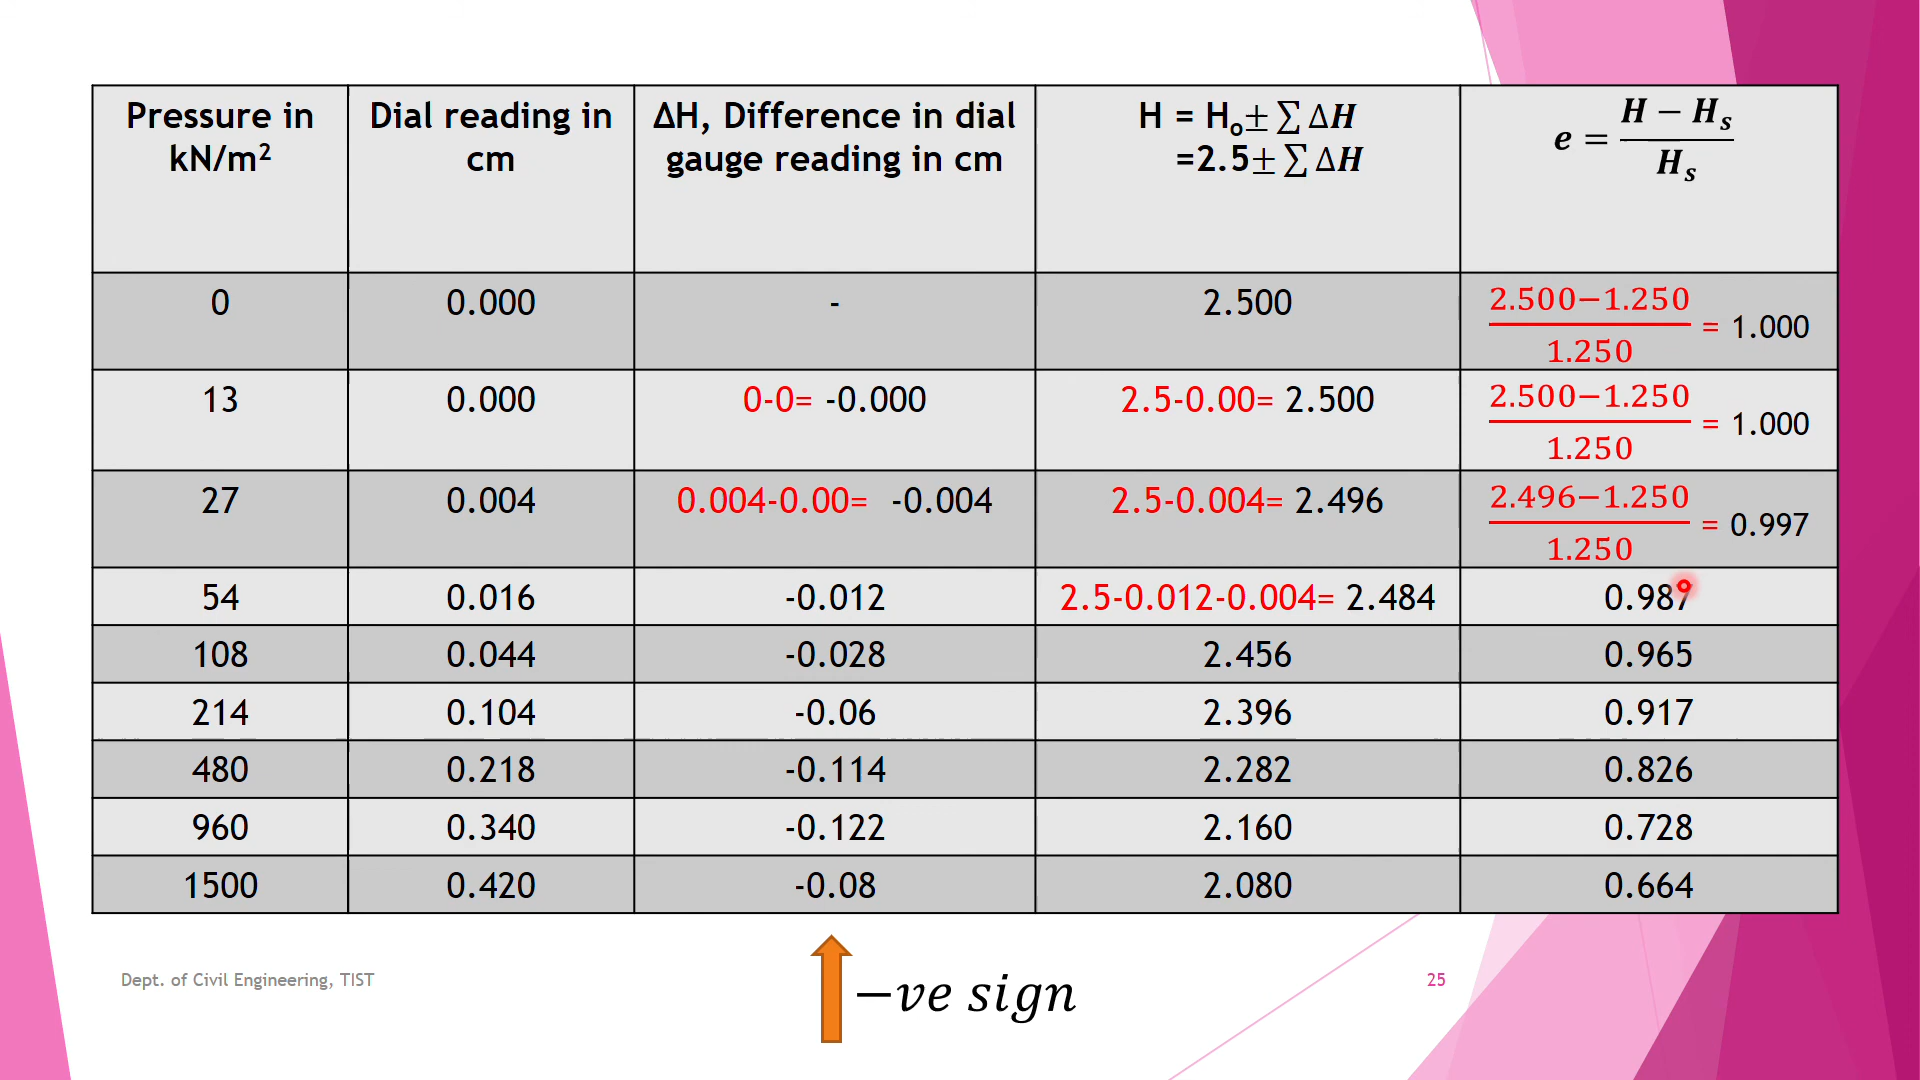 Pressure in kN/m²
Dial reading in cm
ΔH, Difference in dial gauge reading in cm
H = Hₒ± ∑ ΔH
=2.5± ∑ ΔH
e = (H − Hₛ)/Hₛ
0 0.000 - 2.500 (2.500−1.250)/1.250 = 1.000
13 0.000 0-0= -0.000 2.5-0.00= 2.500 (2.500−1.250)/1.250 = 1.000
27 0.004 0.004-0.00= -0.004 2.5-0.004= 2.496 (2.496−1.250)/1.250 = 0.997
54 0.016 -0.012 2.5-0.012-0.004= 2.484 0.987
108 0.044 -0.028 2.456 0.965
214 0.104 -0.06 2.396 0.917
480 0.218 -0.114 2.282 0.826
960 0.340 -0.122 2.160 0.728
1500 0.420 -0.08 2.080 0.664
−ve sign
Dept. of Civil Engineering, TIST
25